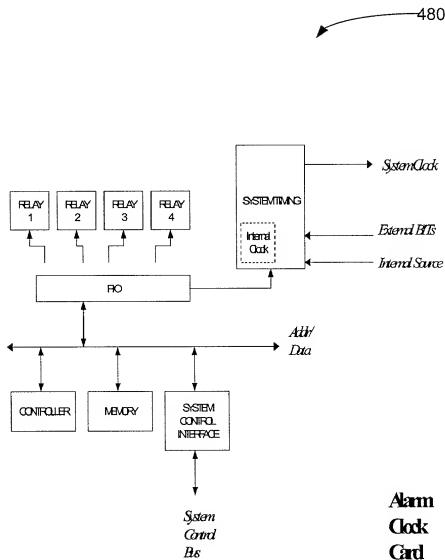 480
System Clock
SYSTEM TIMING
RELAY
1
RELAY
2
RELAY
3
RELAY
4
Internal
Clock
External BITs
Internal Source
PIO
Addr/
Data
CONTROLLER
MEMORY
SYSTEM
CONTROL
INTERFACE
System
Control
Bus
Alarm
Clock
Card